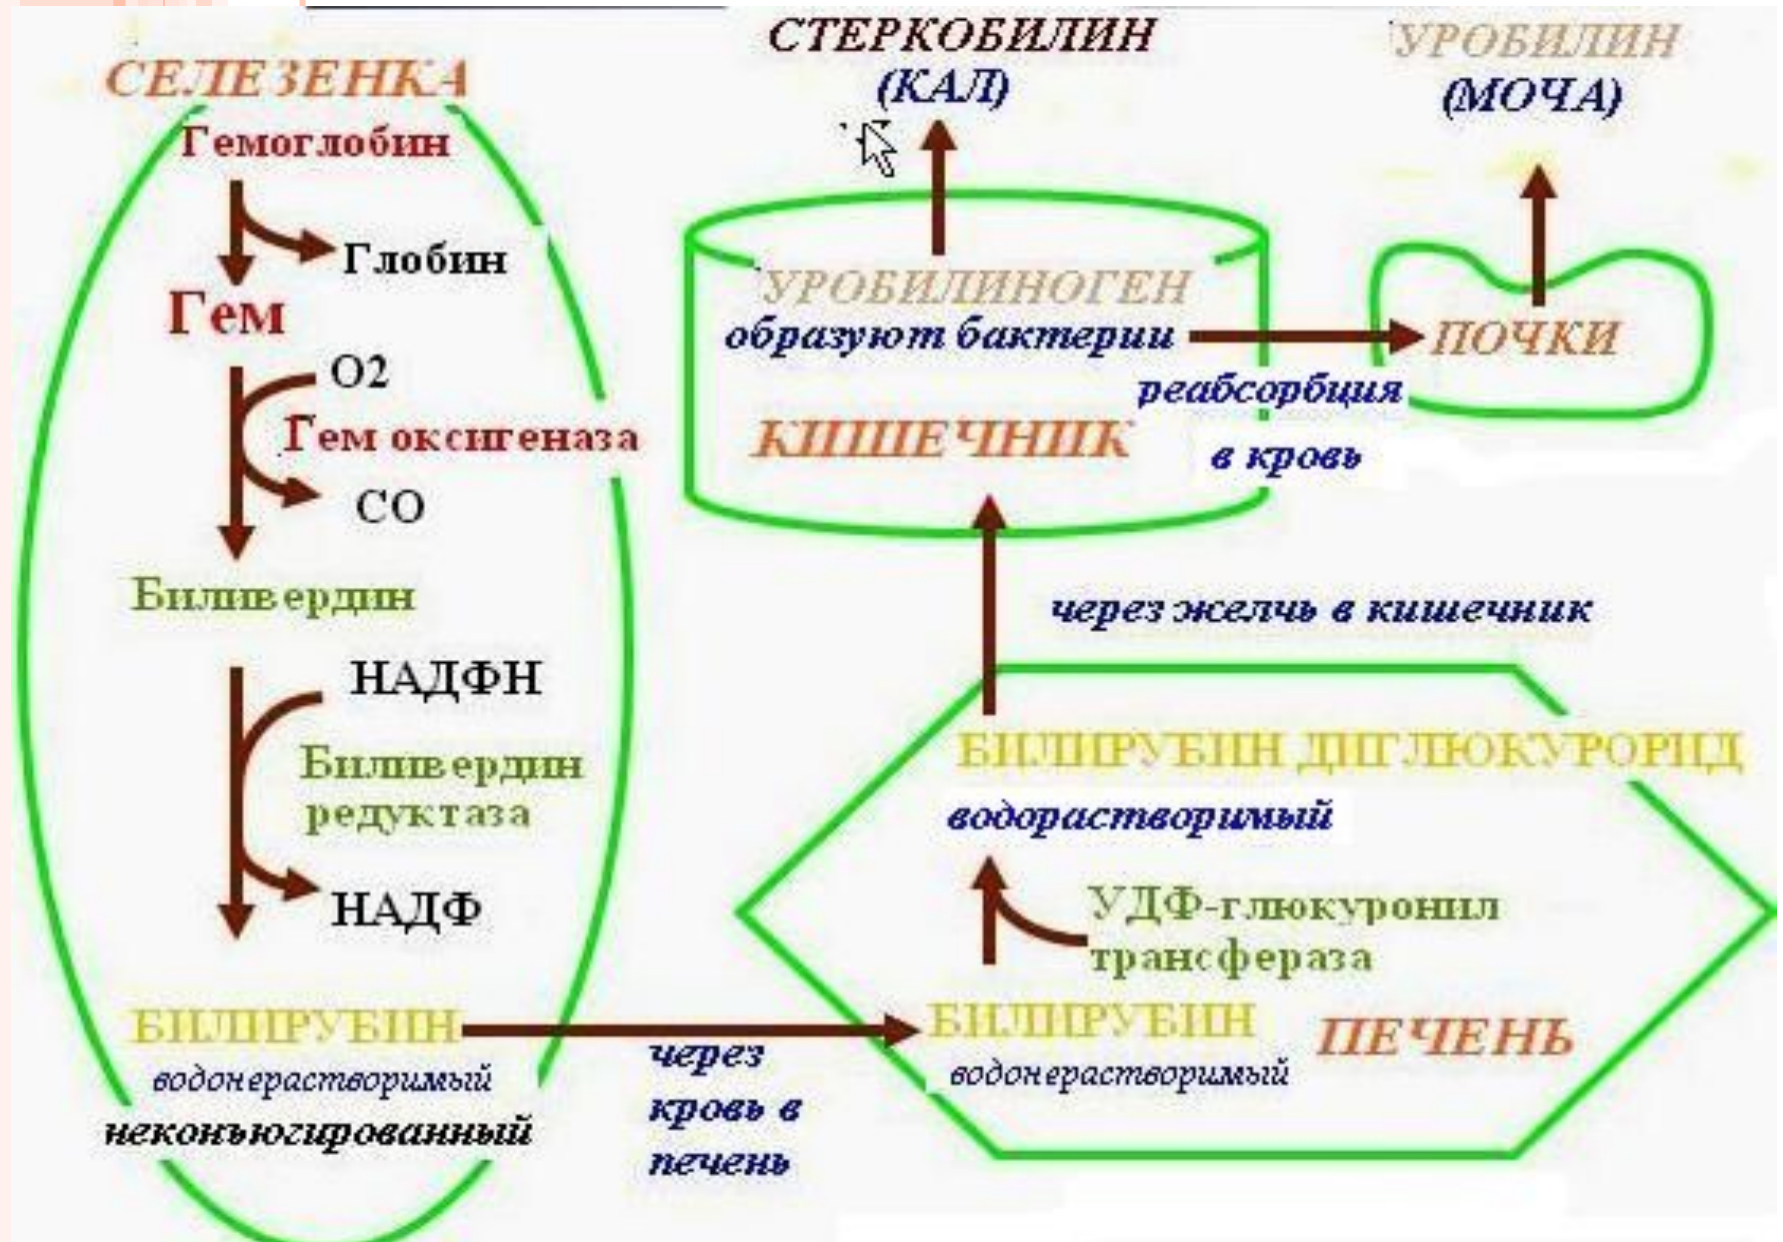 СЕЛЕЗЕНКА
Гемоглобин
Глобин
Гем
О2
Гем оксигеназа
СО
Биливердин
НАДФН
Биливердин
редуктаза
НАДФ
БИЛИРУБИН
водонерастворимый
неконъюгированный
через
кровь в
печень
БИЛИРУБИН
водонерастворимый
ПЕЧЕНЬ
УДФ-глюкуронил
трансфераза
БИЛИРУБИН ДИГЛЮКУРОРИД
водорастворимый
через желчь в кишечник
КИШЕЧНИК
УРОБИЛИНОГЕН
образуют бактерии
реабсорбция
в кровь
СТЕРКОБИЛИН
(КАЛ)
ПОЧКИ
УРОБИЛИН
(МОЧА)